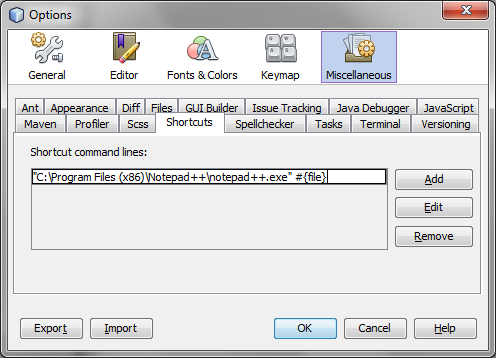 Options
General Editor Fonts & Colors Keymap Miscellaneous
Ant Appearance Diff Files GUI Builder Issue Tracking Java Debugger JavaScript
Maven Profiler Scss Shortcuts Spellchecker Tasks Terminal Versioning
Shortcut command lines:
"C:\Program Files (x86)\Notepad++\notepad++.exe" #{file}
Add
Edit
Remove
Export Import OK Cancel Help